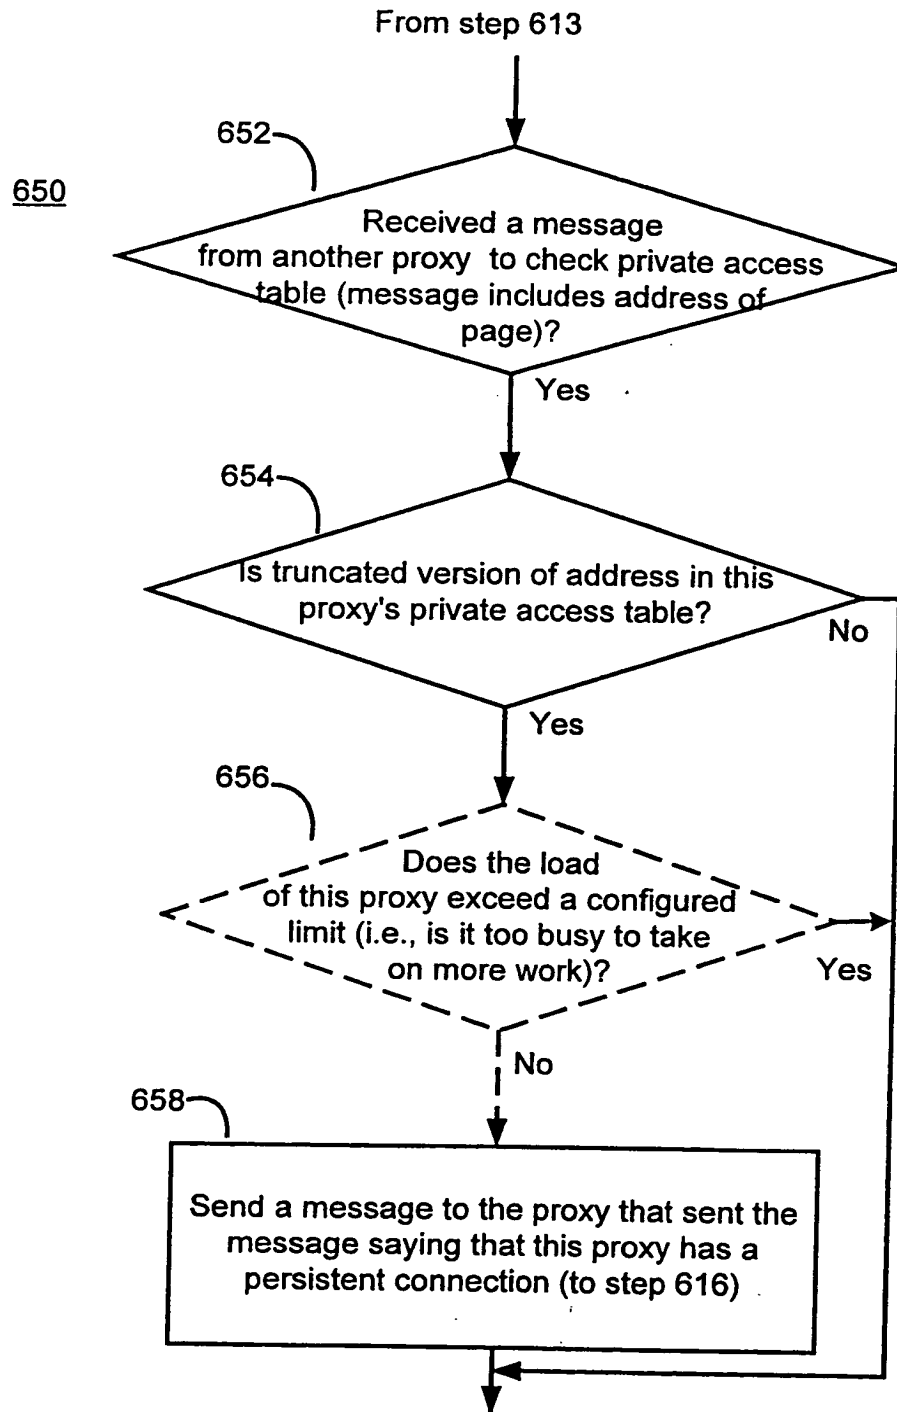 From step 613
652
650
Received a message
from another proxy to check private access
table (message includes address of
page)?
Yes
654
Is truncated version of address in this
proxy's private access table?
No
Yes
656
Does the load
of this proxy exceed a configured
limit (i.e., is it too busy to take
on more work)?
Yes
No
658
Send a message to the proxy that sent the
message saying that this proxy has a
persistent connection (to step 616)